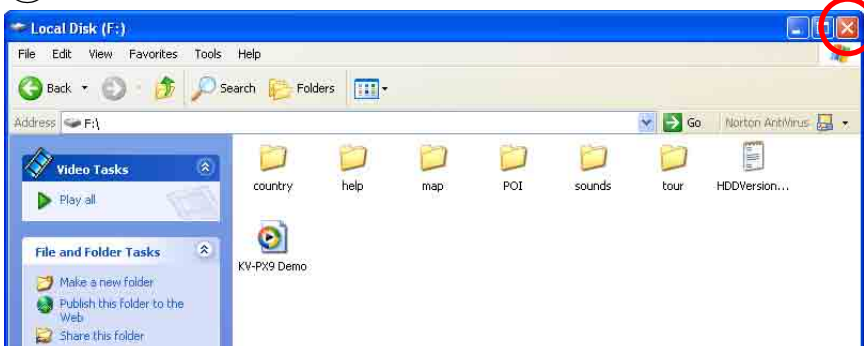 Local Disk (F:)
File Edit View Favorites Tools Help
Back Search Folders
Address F:\ Go Norton AntiVirus
Video Tasks
Play all
country help map POI sounds tour HDDVersion...
KV-PX9 Demo
File and Folder Tasks
Make a new folder
Publish this folder to the
Web
Share this folder